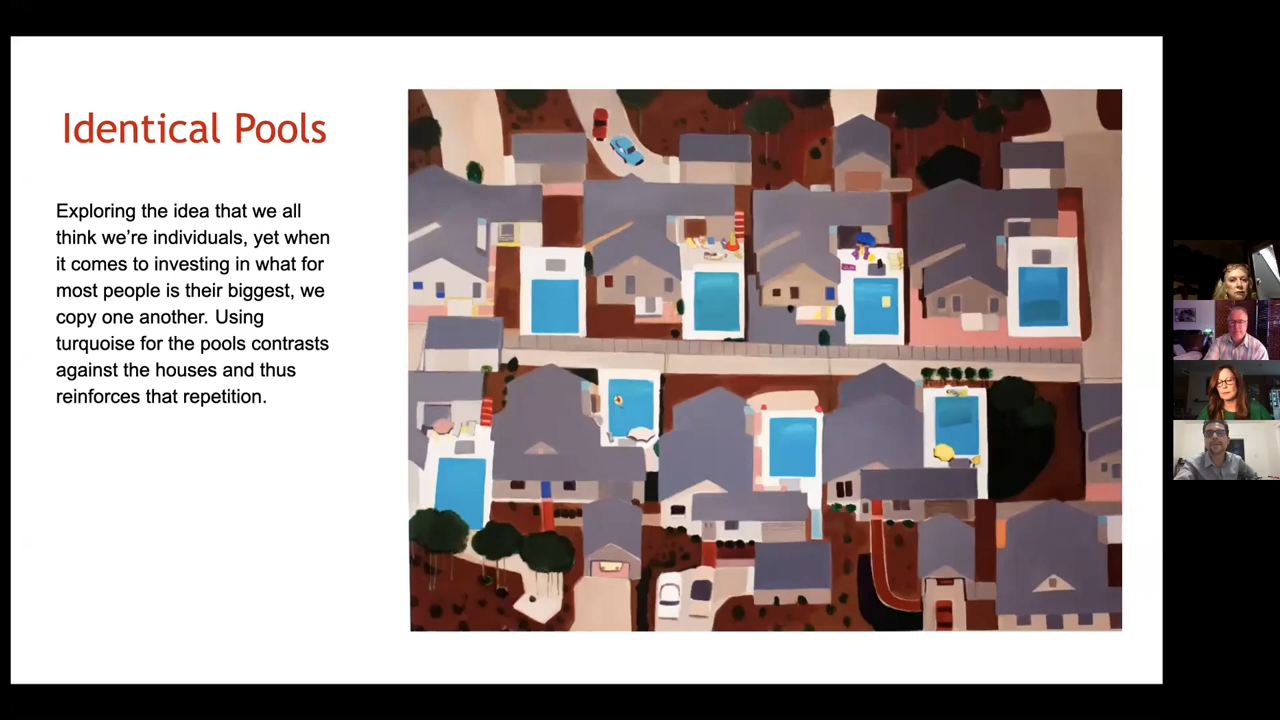 Identical Pools
Exploring the idea that we all
think we’re individuals, yet when
it comes to investing in what for
most people is their biggest, we
copy one another. Using
turquoise for the pools contrasts
against the houses and thus
reinforces that repetition.